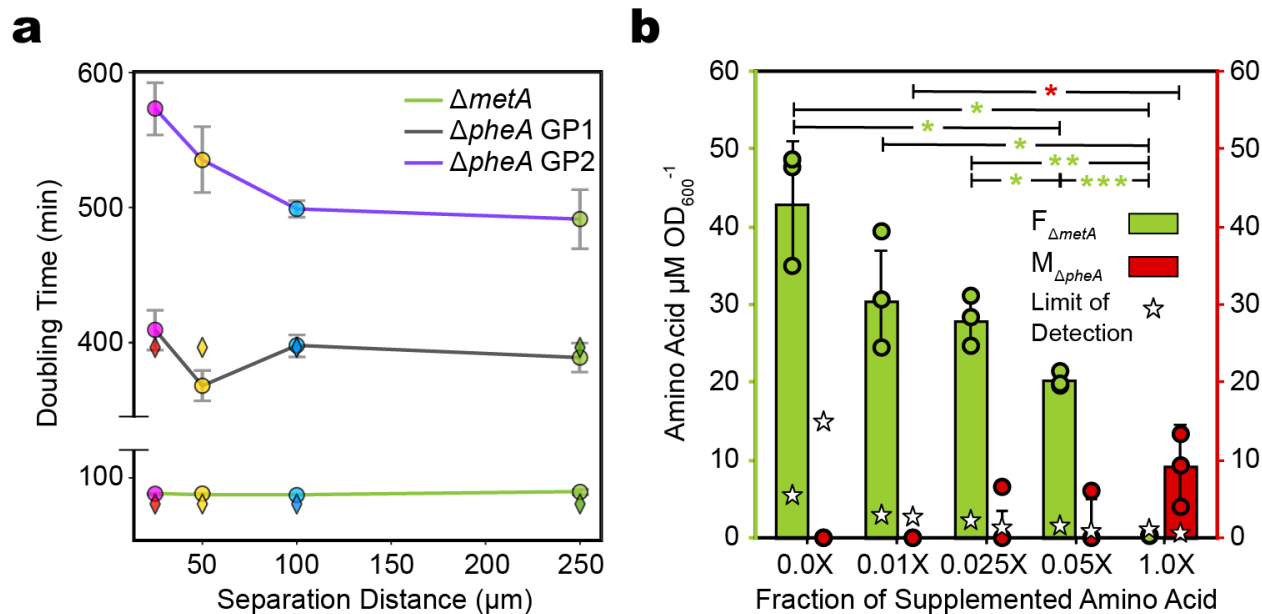 a
600
500
400
100
Doubling Time (min)
ΔmetA
ΔpheA GP1
ΔpheA GP2
50
100
150
200
250
Separation Distance (µm)
b
60
50
40
30
20
10
0
Amino Acid µM OD600-1
*
*
*
*
**
* ***
FΔmetA
MΔpheA
Limit of
Detection
60
50
40
30
20
10
0
0.0X 0.01X 0.025X 0.05X 1.0X
Fraction of Supplemented Amino Acid